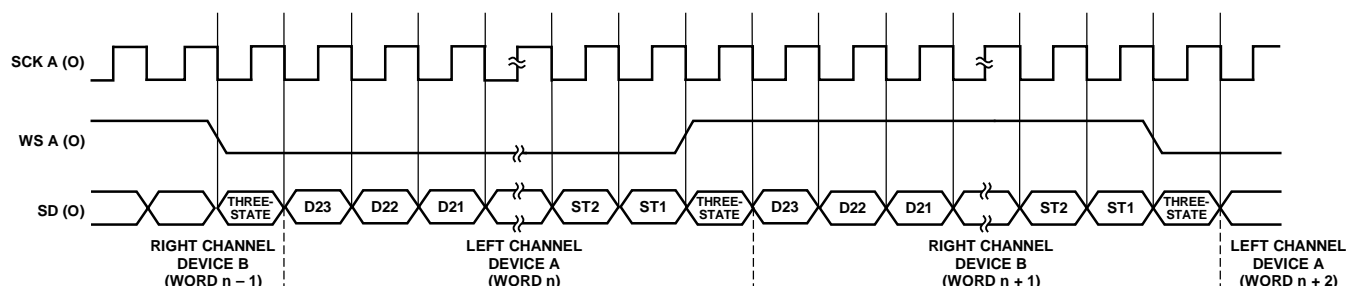 SCK A (O)
WS A (O)
SD (O)
THREE-
STATE
D23
D22
D21
ST2
ST1
THREE-
STATE
D23
D22
D21
ST2
ST1
THREE-
STATE
RIGHT CHANNEL
DEVICE B
(WORD n – 1)
LEFT CHANNEL
DEVICE A
(WORD n)
RIGHT CHANNEL
DEVICE B
(WORD n + 1)
LEFT CHANNEL
DEVICE A
(WORD n + 2)